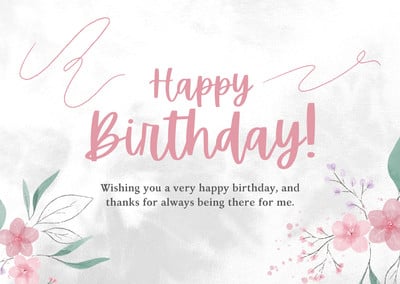 Happy
Birthday!
Wishing you a very happy birthday, and
thanks for always being there for me.